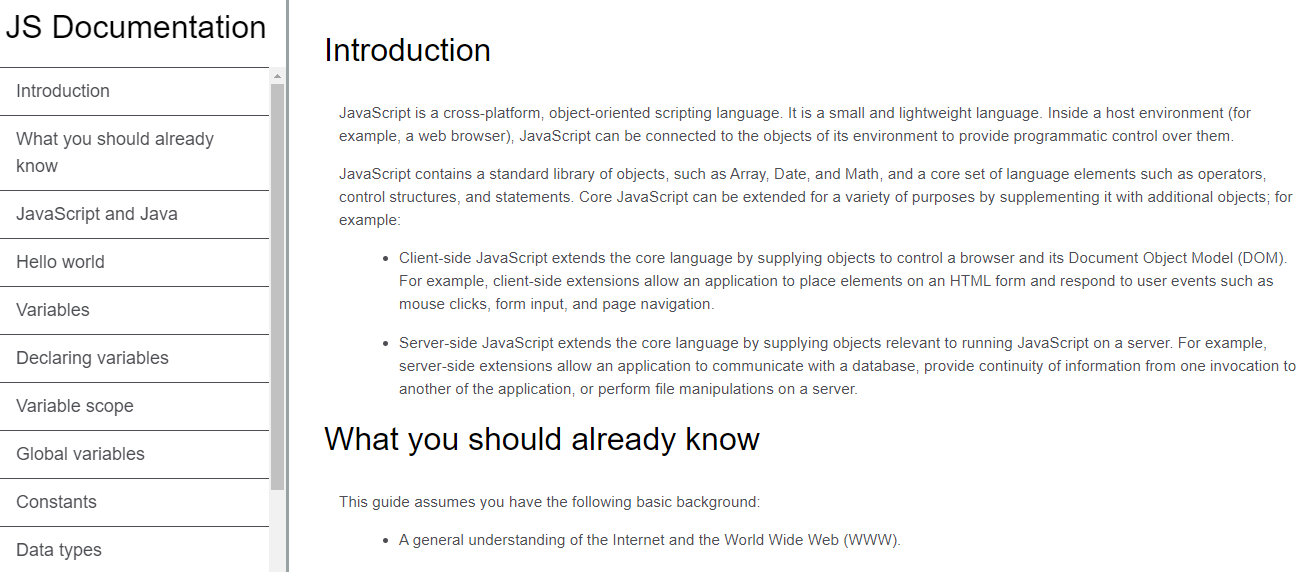 JS Documentation
Introduction
What you should already
know
JavaScript and Java
Hello world
Variables
Declaring variables
Variable scope
Global variables
Constants
Data types
Introduction
JavaScript is a cross-platform, object-oriented scripting language. It is a small and lightweight language. Inside a host environment (for
example, a web browser), JavaScript can be connected to the objects of its environment to provide programmatic control over them.
JavaScript contains a standard library of objects, such as Array, Date, and Math, and a core set of language elements such as operators,
control structures, and statements. Core JavaScript can be extended for a variety of purposes by supplementing it with additional objects; for
example:
• Client-side JavaScript extends the core language by supplying objects to control a browser and its Document Object Model (DOM).
For example, client-side extensions allow an application to place elements on an HTML form and respond to user events such as
mouse clicks, form input, and page navigation.
• Server-side JavaScript extends the core language by supplying objects relevant to running JavaScript on a server. For example,
server-side extensions allow an application to communicate with a database, provide continuity of information from one invocation to
another of the application, or perform file manipulations on a server.
What you should already know
This guide assumes you have the following basic background:
• A general understanding of the Internet and the World Wide Web (WWW).